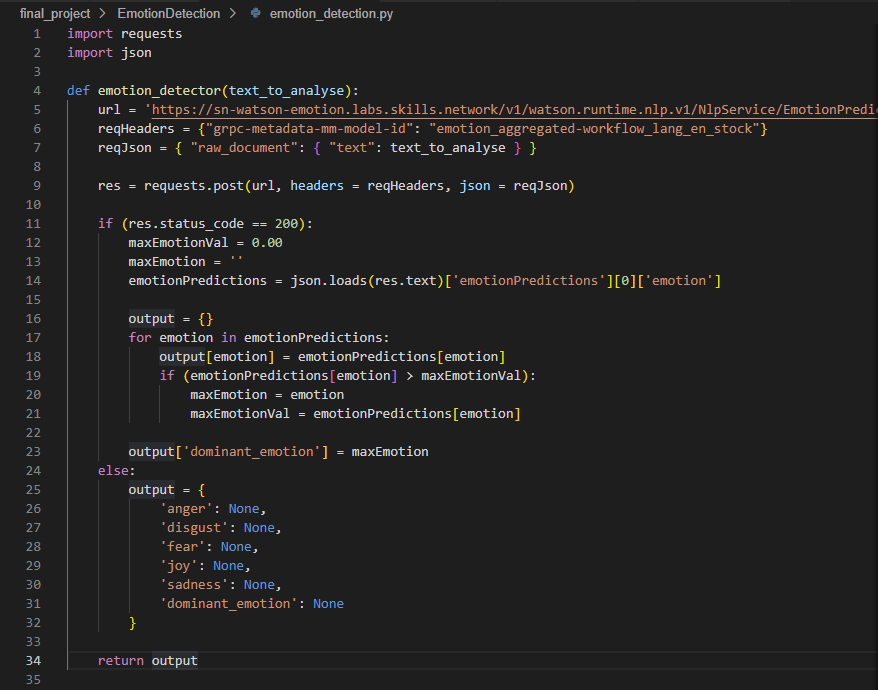 final_project > EmotionDetection > emotion_detection.py
1 import requests
2 import json
3
4 def emotion_detector(text_to_analyse):
5     url = 'https://sn-watson-emotion.labs.skills.network/v1/watson.runtime.nlp.v1/NlpService/EmotionPredi
6     reqHeaders = {"grpc-metadata-mm-model-id": "emotion_aggregated-workflow_lang_en_stock"}
7     reqJson = { "raw_document": { "text": text_to_analyse } }
8
9     res = requests.post(url, headers = reqHeaders, json = reqJson)
10
11     if (res.status_code == 200):
12         maxEmotionVal = 0.00
13         maxEmotion = ''
14         emotionPredictions = json.loads(res.text)['emotionPredictions'][0]['emotion']
15
16         output = {}
17         for emotion in emotionPredictions:
18             output[emotion] = emotionPredictions[emotion]
19             if (emotionPredictions[emotion] > maxEmotionVal):
20                 maxEmotion = emotion
21                 maxEmotionVal = emotionPredictions[emotion]
22
23         output['dominant_emotion'] = maxEmotion
24     else:
25         output = {
26             'anger': None,
27             'disgust': None,
28             'fear': None,
29             'joy': None,
30             'sadness': None,
31             'dominant_emotion': None
32         }
33
34     return output
35